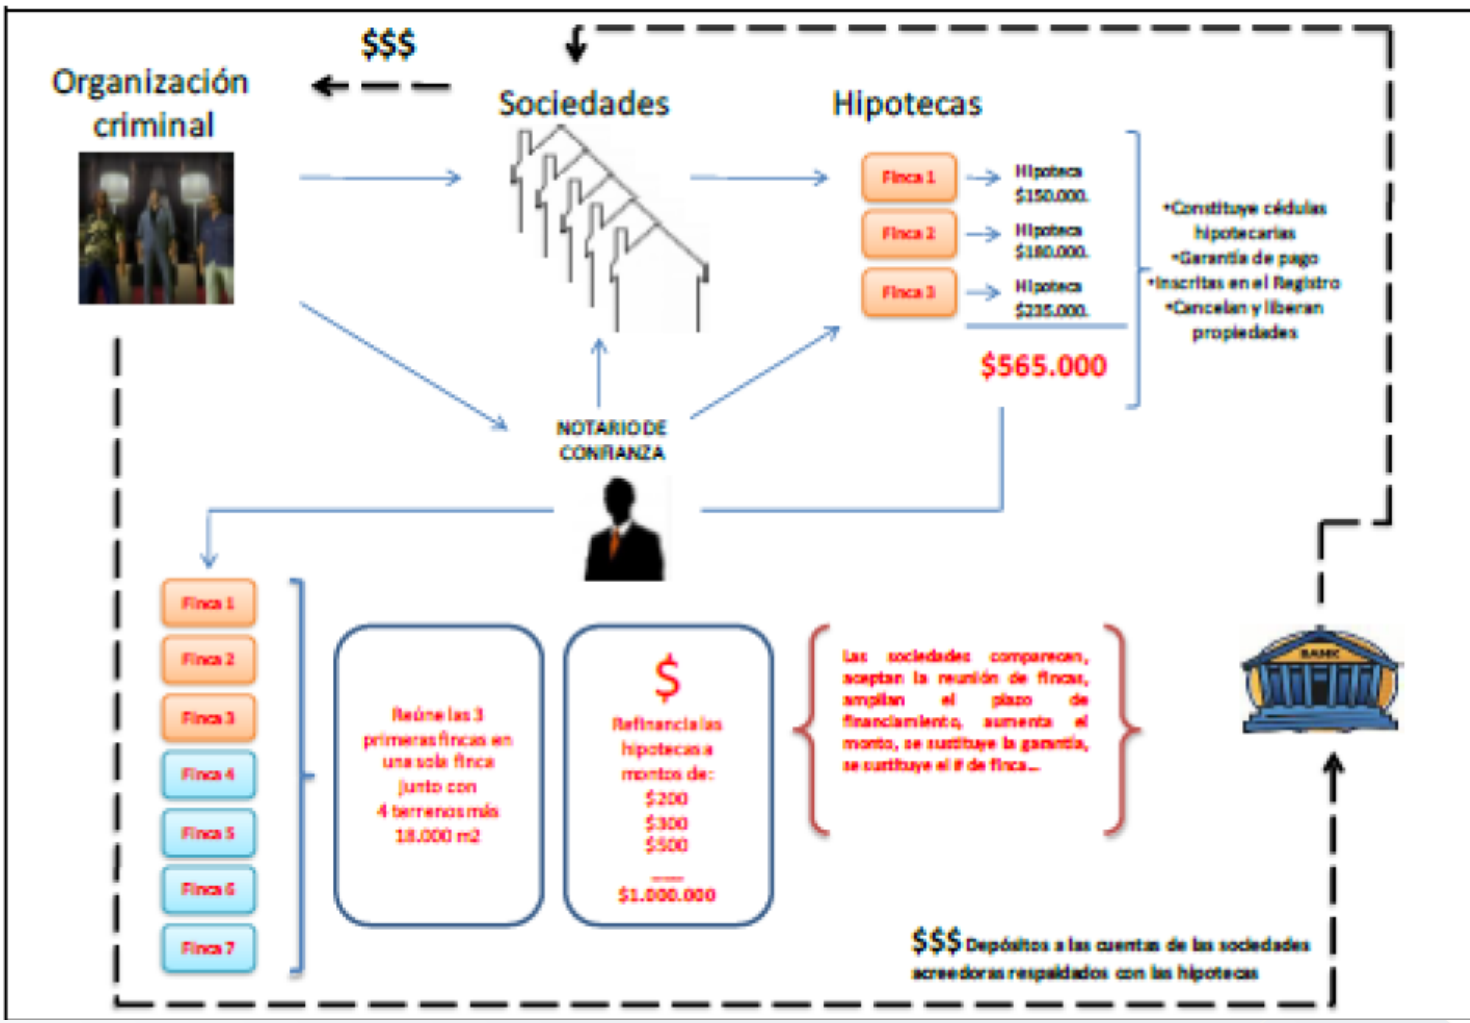 $$$
Organización
criminal
Sociedades
Hipotecas
Finca 1
Hipoteca
$150.000.
Finca 2
Hipoteca
$180.000.
Finca 3
Hipoteca
$235.000.
$565.000
•Constituye cédulas
hipotecarias
•Garantía de pago
•Inscritas en el Registro
•Cancelan y liberan
propiedades
NOTARIO DE
CONFIANZA
Finca 1
Finca 2
Finca 3
Finca 4
Finca 5
Finca 6
Finca 7
Reúne las 3
primeras fincas en
una sola finca
junto con
4 terrenos más
18.000 m2
$
Refinancia las
hipotecas a
montos de:
$200
$300
$500
___
$1.000.000
Las sociedades comparecen,
aceptan la reunión de fincas,
amplían el plazo de
financiamiento, aumenta el
monto, se sustituye la garantía,
se sustituye el # de finca...
BANK
$$$ Depósitos a las cuentas de las sociedades
acreedoras respaldados con las hipotecas